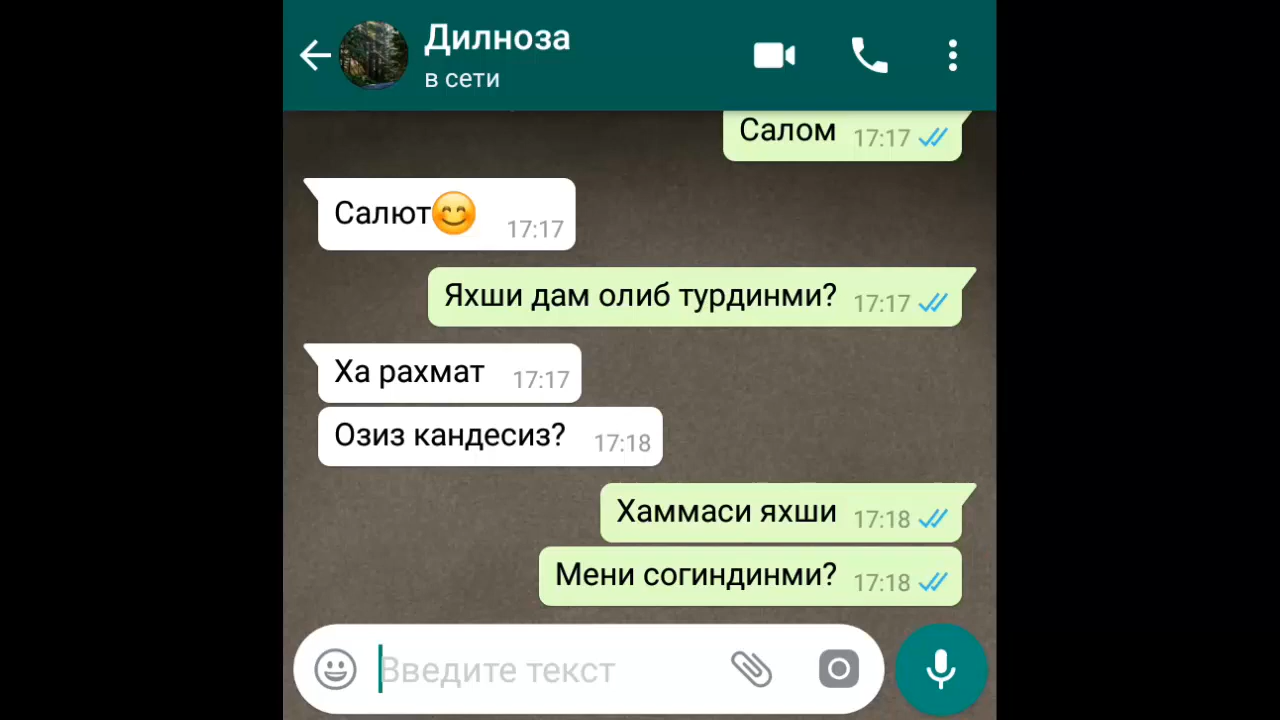 Дилноза
в сети
Салом 17:17
Салют😊 17:17
Яхши дам олиб турдинми? 17:17
Ха рахмат 17:17
Озиз кандесиз? 17:18
Хаммаси яхши 17:18
Мени согиндинми? 17:18
Введите текст